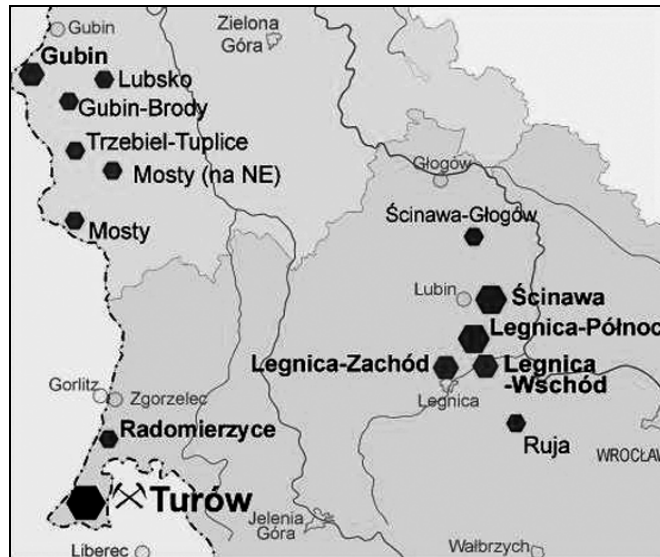 Gubin
Zielona
Góra
Gubin
Lubsko
Gubin-Brody
Trzebiel-Tuplice
Mosty (na NE)
Głogów
Mosty
Ścinawa-Głogów
Lubin
Ścinawa
Legnica-Północ
Legnica-Zachód
Legnica
-Wschód
Gorlitz
Zgorzelec
Legnica
Radomierzyce
Ruja
WROCŁAW
Turów
Jelenia
Góra
Liberec
Wałbrzych